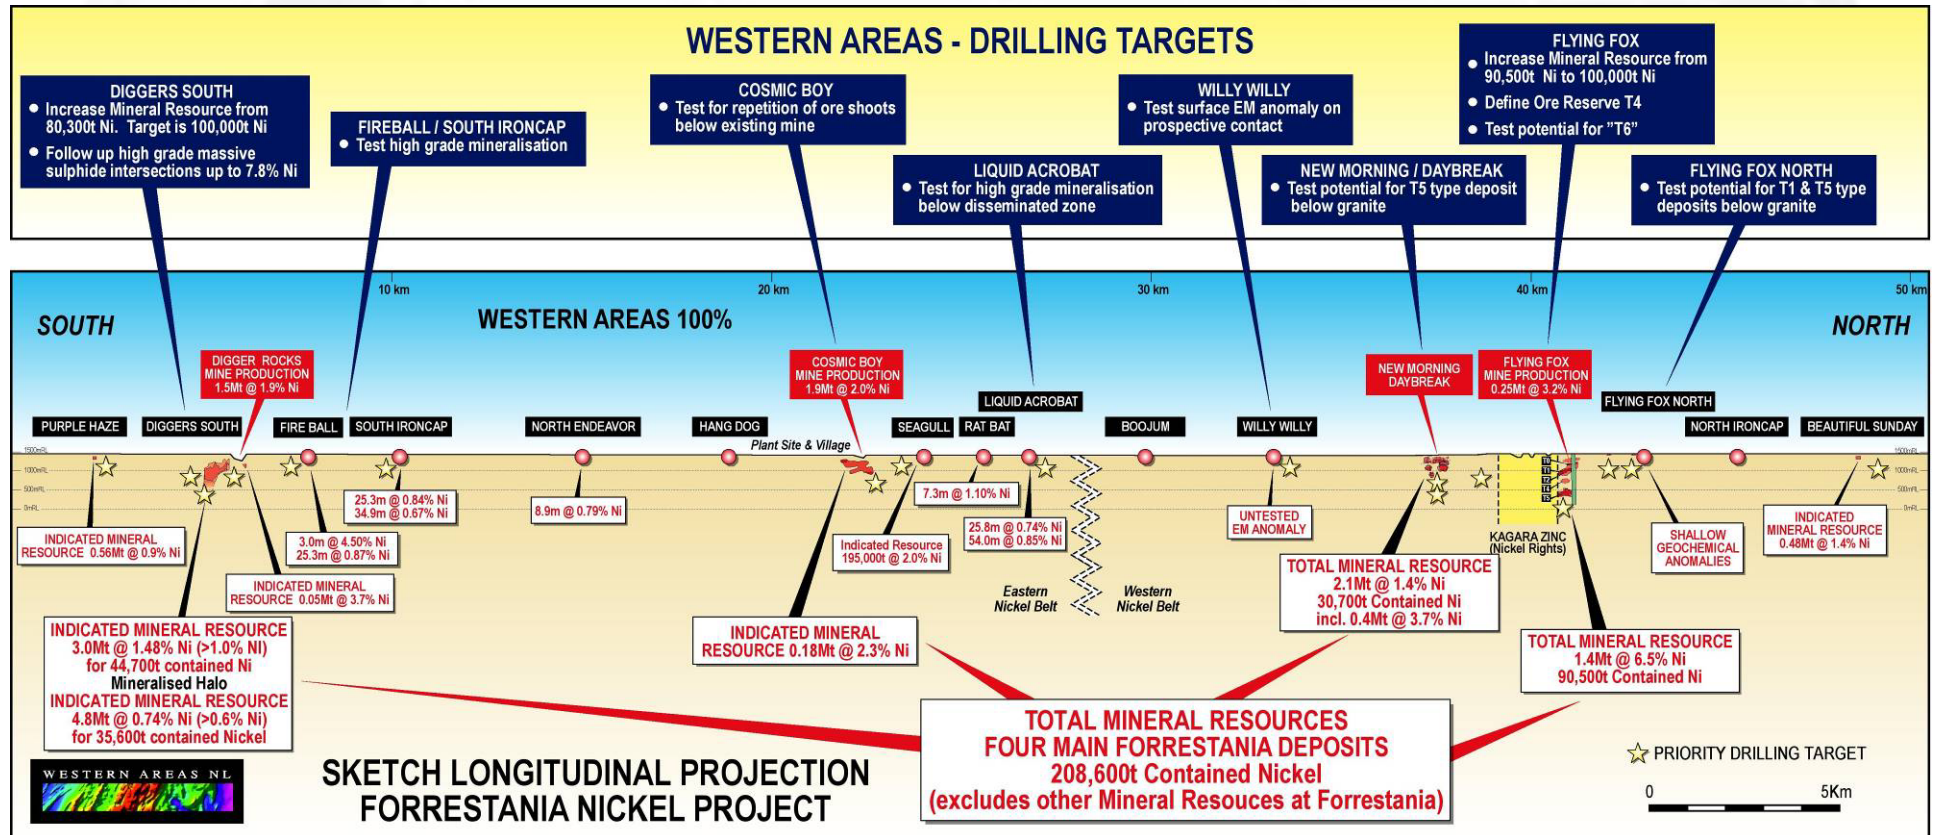 WESTERN AREAS - DRILLING TARGETS
DIGGERS SOUTH
Increase Mineral Resource from
80,300t Ni. Target is 100,000t Ni
Follow up high grade massive
sulphide intersections up to 7.8% Ni
FIREBALL / SOUTH IRONCAP
Test high grade mineralisation
COSMIC BOY
Test for repetition of ore shoots
below existing mine
LIQUID ACROBAT
Test for high grade mineralisation
below disseminated zone
WILLY WILLY
Test surface EM anomaly on
prospective contact
NEW MORNING / DAYBREAK
Test potential for T5 type deposit
below granite
FLYING FOX
Increase Mineral Resource from
90,500t Ni to 100,000t Ni
Define Ore Reserve T4
Test potential for "T6"
FLYING FOX NORTH
Test potential for T1 & T5 type
deposits below granite
10 km
20 km
30 km
40 km
50 km
SOUTH
WESTERN AREAS 100%
NORTH
DIGGER ROCKS
MINE PRODUCTION
1.5Mt @ 1.9% Ni
COSMIC BOY
MINE PRODUCTION
1.9Mt @ 2.0% Ni
NEW MORNING
DAYBREAK
FLYING FOX
MINE PRODUCTION
0.25Mt @ 3.2% Ni
PURPLE HAZE
DIGGERS SOUTH
FIRE BALL
SOUTH IRONCAP
NORTH ENDEAVOR
HANG DOG
SEAGULL
RAT BAT
LIQUID ACROBAT
BOOJUM
WILLY WILLY
FLYING FOX NORTH
NORTH IRONCAP
BEAUTIFUL SUNDAY
Plant Site & Village
1500mRL
1000mRL
500mRL
0mRL
1500mRL
1000mRL
500mRL
0mRL
INDICATED MINERAL
RESOURCE 0.56Mt @ 0.9% Ni
25.3m @ 0.84% Ni
34.9m @ 0.67% Ni
3.0m @ 4.50% Ni
25.3m @ 0.87% Ni
INDICATED MINERAL
RESOURCE 0.05Mt @ 3.7% Ni
8.9m @ 0.79% Ni
7.3m @ 1.10% Ni
Indicated Resource
195,000t @ 2.0% Ni
25.8m @ 0.74% Ni
54.0m @ 0.85% Ni
Eastern
Nickel Belt
Western
Nickel Belt
UNTESTED
EM ANOMALY
KAGARA ZINC
(Nickel Rights)
SHALLOW
GEOCHEMICAL
ANOMALIES
INDICATED
MINERAL RESOURCE
0.48Mt @ 1.4% Ni
INDICATED MINERAL RESOURCE
3.0Mt @ 1.48% Ni (>1.0% NI)
for 44,700t contained Ni
Mineralised Halo
INDICATED MINERAL RESOURCE
4.8Mt @ 0.74% Ni (>0.6% Ni)
for 35,600t contained Nickel
INDICATED MINERAL
RESOURCE 0.18Mt @ 2.3% Ni
TOTAL MINERAL RESOURCE
2.1Mt @ 1.4% Ni
30,700t Contained Ni
incl. 0.4Mt @ 3.7% Ni
TOTAL MINERAL RESOURCE
1.4Mt @ 6.5% Ni
90,500t Contained Ni
TOTAL MINERAL RESOURCES
FOUR MAIN FORRESTANIA DEPOSITS
208,600t Contained Nickel
(excludes other Mineral Resouces at Forrestania)
WESTERN AREAS NL
SKETCH LONGITUDINAL PROJECTION
FORRESTANIA NICKEL PROJECT
PRIORITY DRILLING TARGET
0 5Km